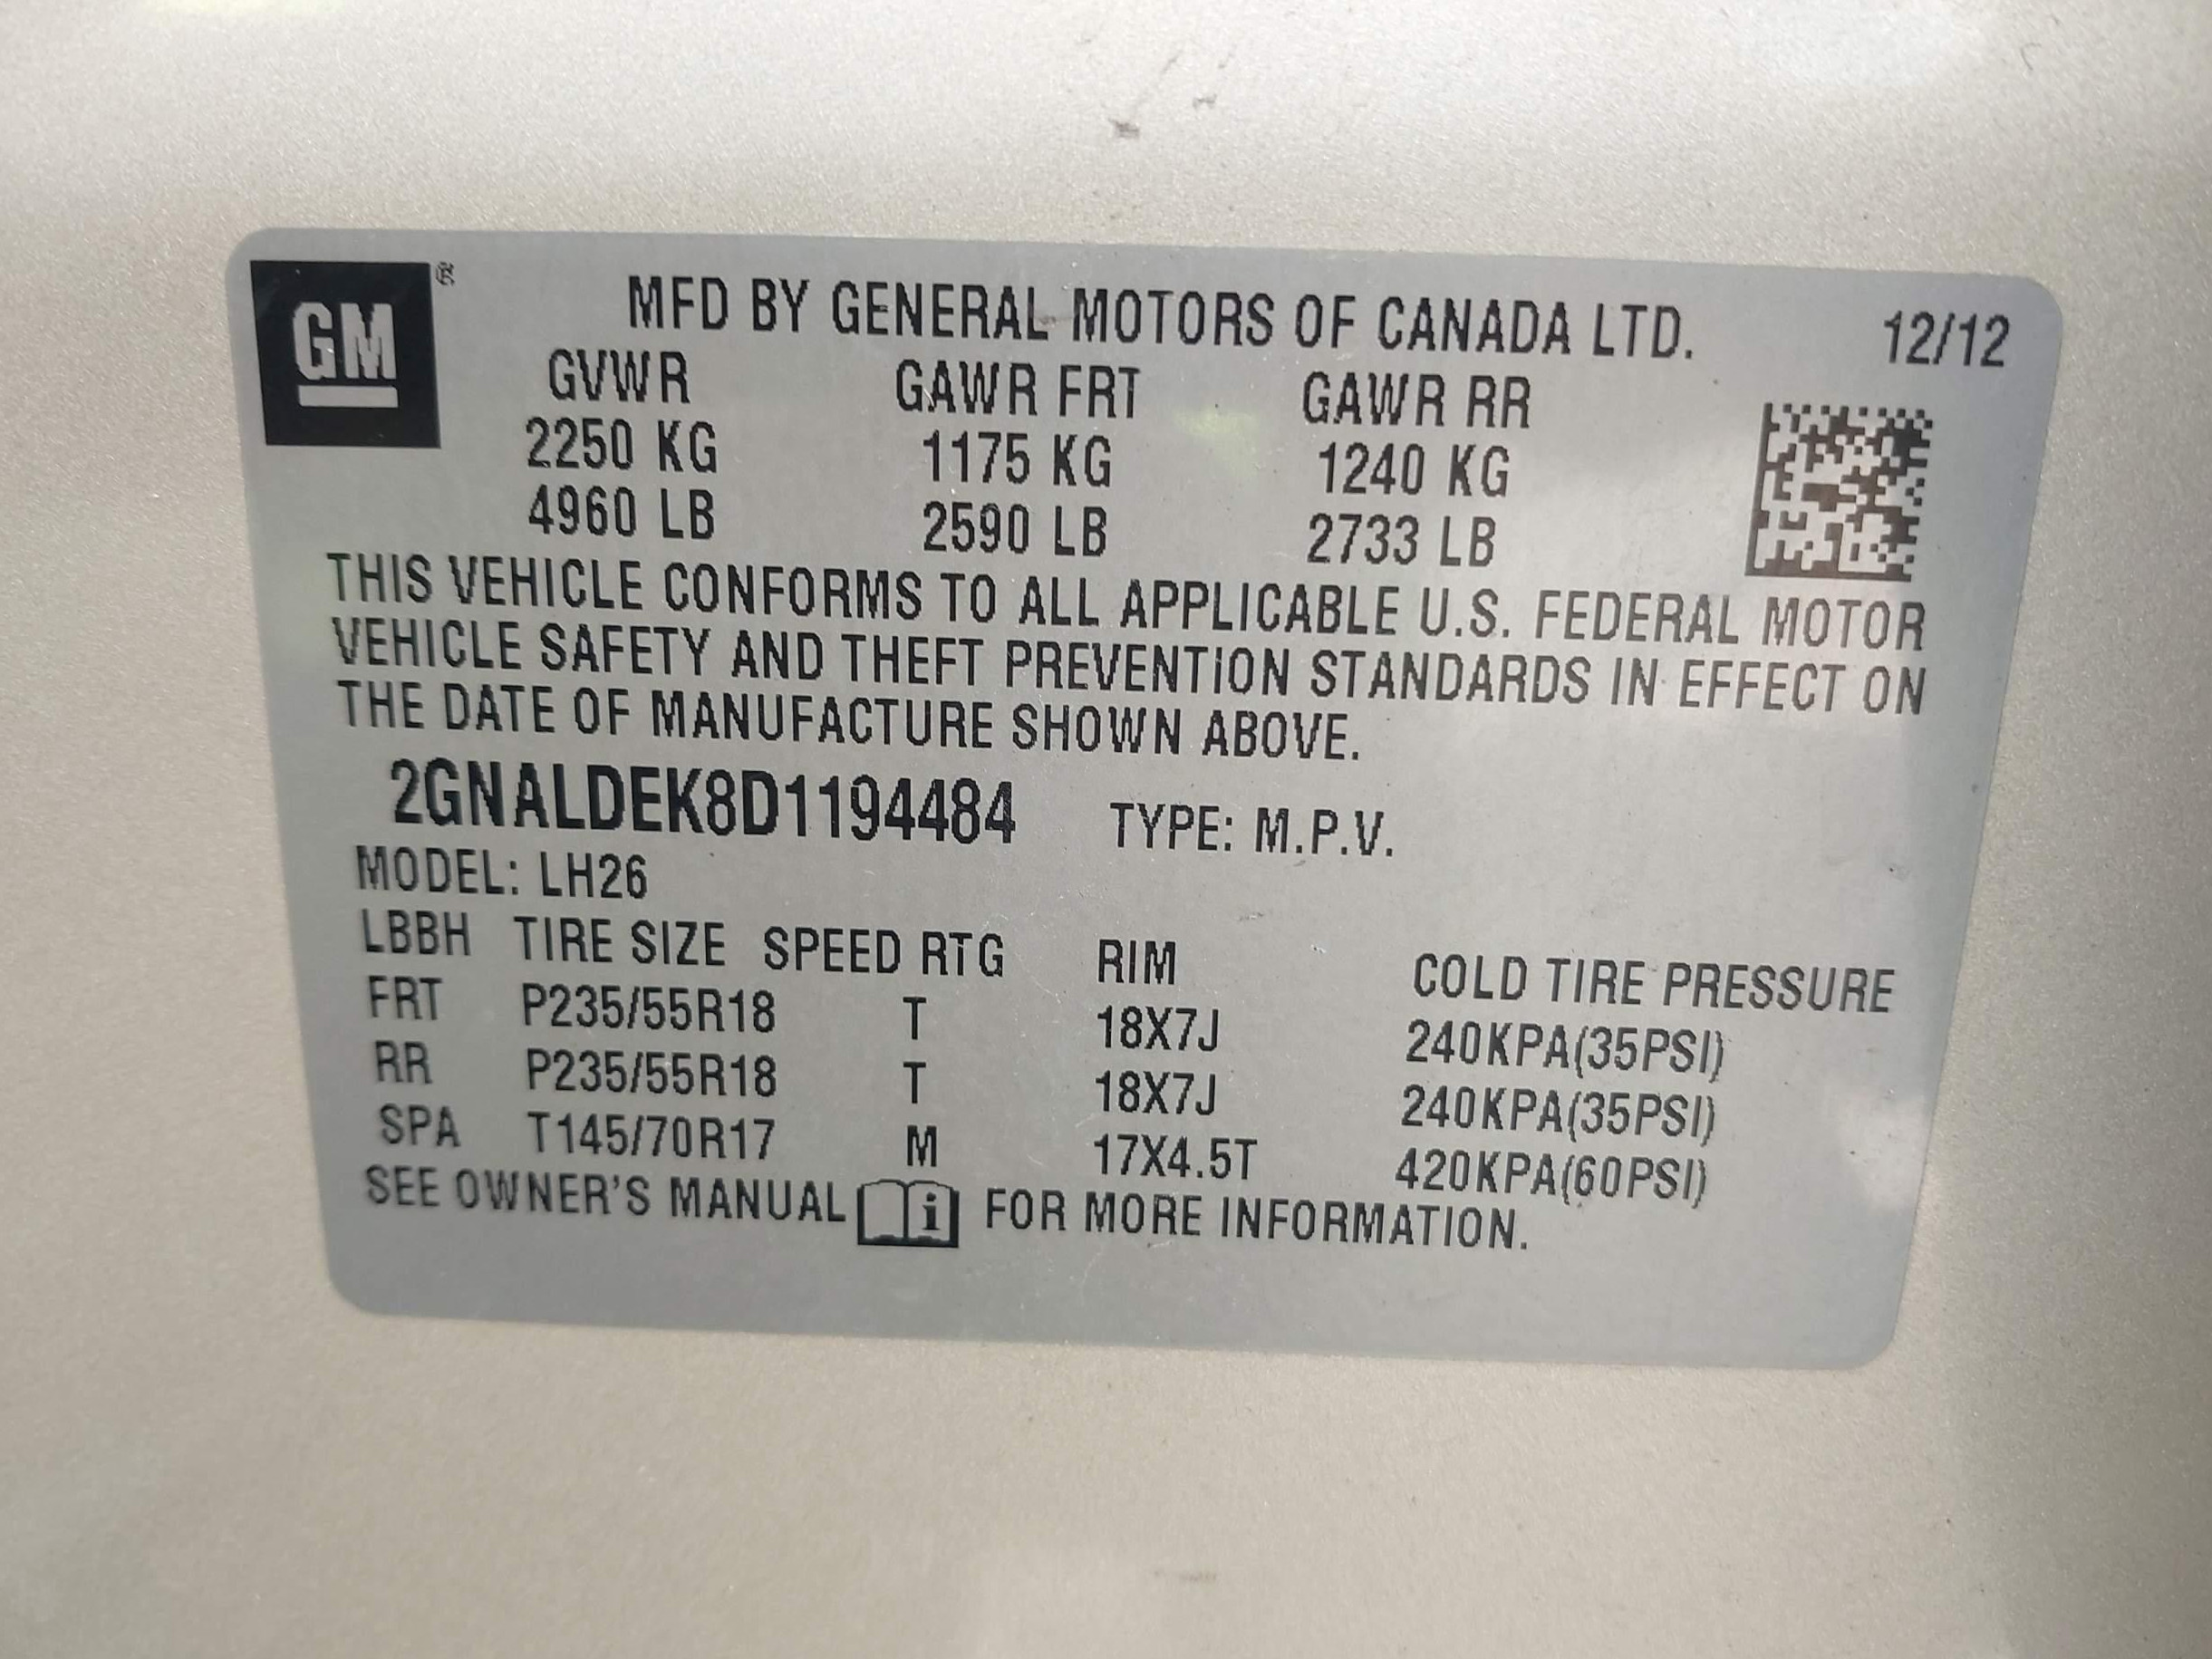 GM ®
MFD BY GENERAL MOTORS OF CANADA LTD. 12/12
GVWR GAWR FRT GAWR RR
2250 KG 1175 KG 1240 KG
4960 LB 2590 LB 2733 LB
THIS VEHICLE CONFORMS TO ALL APPLICABLE U.S. FEDERAL MOTOR
VEHICLE SAFETY AND THEFT PREVENTION STANDARDS IN EFFECT ON
THE DATE OF MANUFACTURE SHOWN ABOVE.
2GNALDEK8D1194484 TYPE: M.P.V.
MODEL: LH26
LBBH TIRE SIZE SPEED RTG RIM COLD TIRE PRESSURE
FRT P235/55R18 T 18X7J 240KPA(35PSI)
RR P235/55R18 T 18X7J 240KPA(35PSI)
SPA T145/70R17 M 17X4.5T 420KPA(60PSI)
SEE OWNER'S MANUAL i FOR MORE INFORMATION.